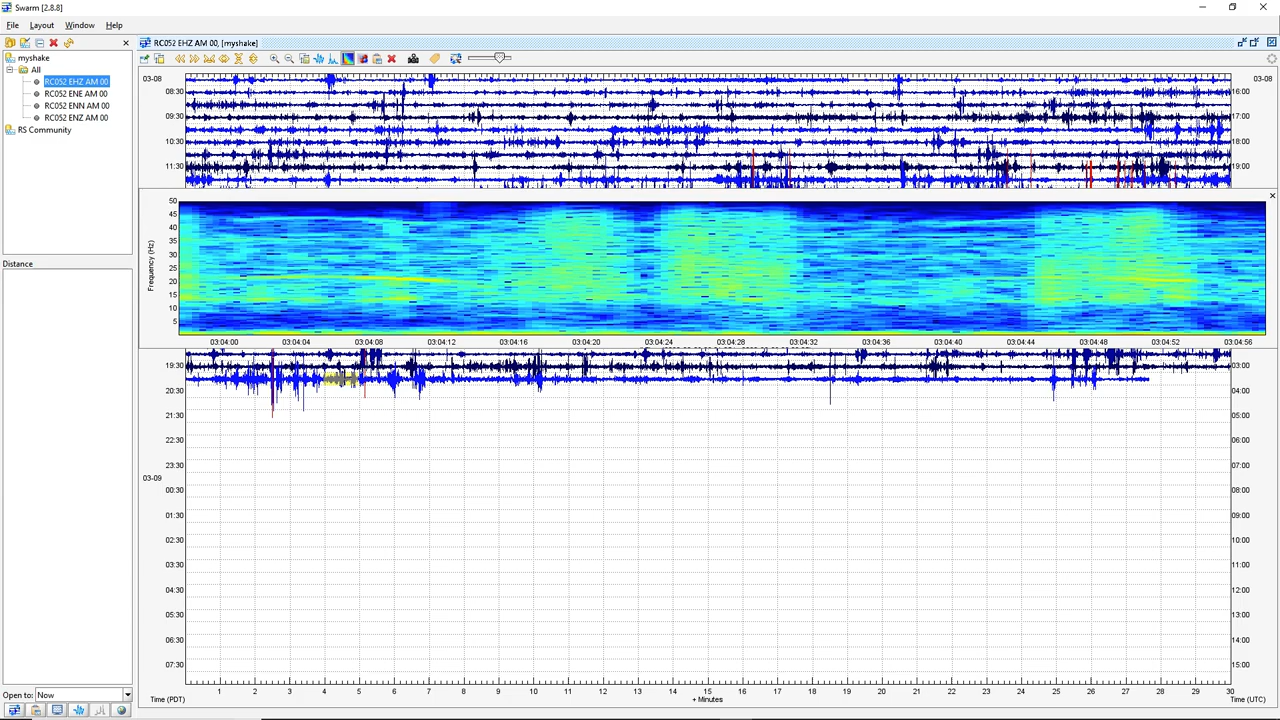 Swarm [2.8.8]
File Layout Window Help
myshake
All
RC052 EHZ AM 00
RC052 ENE AM 00
RC052 ENN AM 00
RC052 ENZ AM 00
RS Community
Distance
Open to: Now
RC052 EHZ AM 00, [myshake]
03-08 03-08
08:30 16:00
09:30 17:00
10:30 18:00
11:30 19:00
Frequency (Hz)
50
45
40
35
30
25
20
15
10
5
03:04:00 03:04:04 03:04:08 03:04:12 03:04:16 03:04:20 03:04:24 03:04:28 03:04:32 03:04:36 03:04:40 03:04:44 03:04:48 03:04:52 03:04:56
19:30 03:00
20:30 04:00
21:30 05:00
22:30 06:00
23:30 07:00
03-09
00:30 08:00
01:30 09:00
02:30 10:00
03:30 11:00
04:30 12:00
05:30 13:00
06:30 14:00
07:30 15:00
1 2 3 4 5 6 7 8 9 10 11 12 13 14 15 16 17 18 19 20 21 22 23 24 25 26 27 28 29 30
Time (PDT) + Minutes Time (UTC)